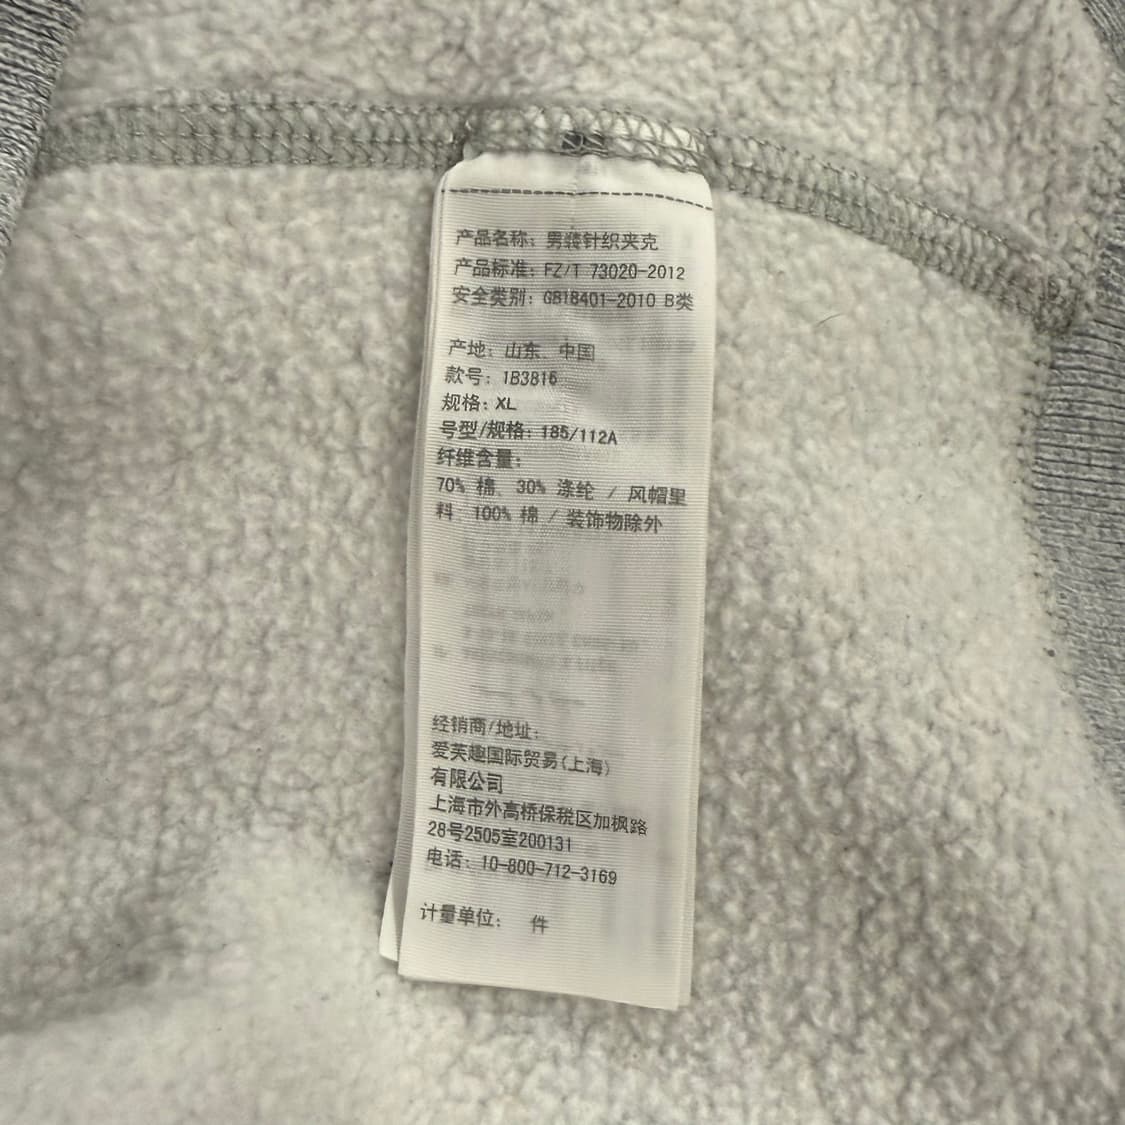 产品名称: 男装针织夹克
产品标准: FZ/T 73020-2012
安全类别: GB18401-2010 B类
产地: 山东、中国
款号: 1B3816
规格: XL
号型/规格: 185/112A
纤维含量:
70% 棉、30% 涤纶 / 风帽里
料 100% 棉 / 装饰物除外
经销商/地址:
爱芙趣国际贸易(上海)
有限公司
上海市外高桥保税区加枫路
28号2505室200131
电话: 10-800-712-3169
计量单位: 件